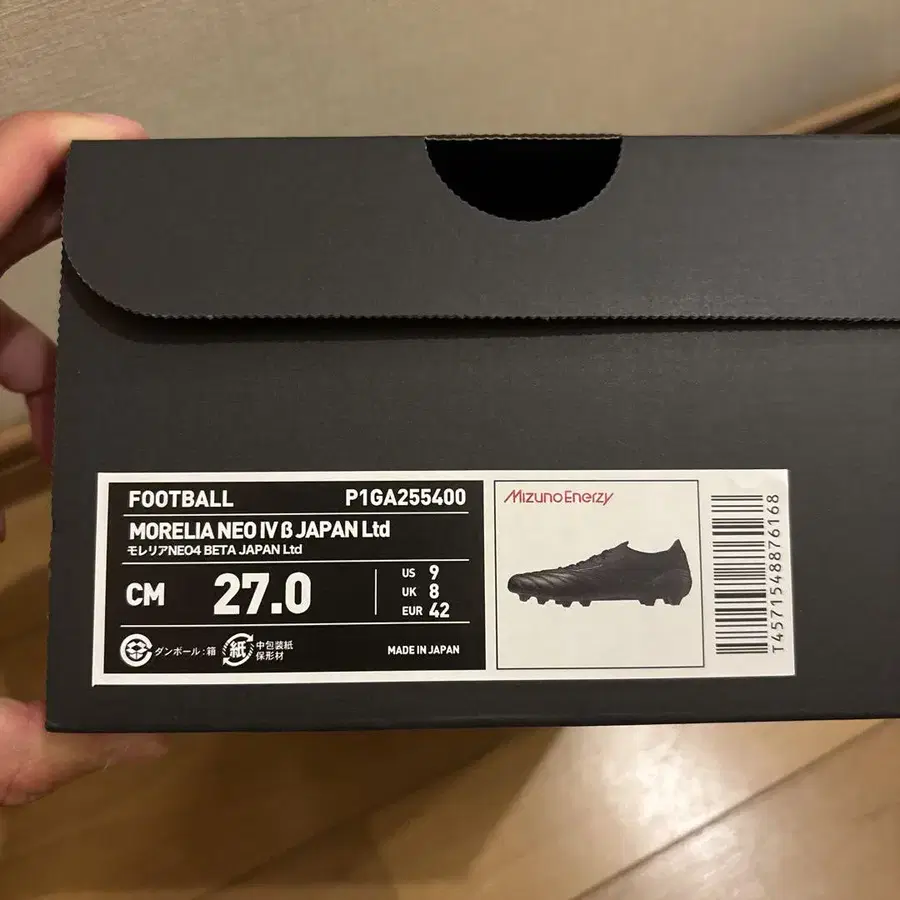 FOOTBALL P1GA255400
MORELIA NEO IV β JAPAN Ltd
モレリアNEO4 BETA JAPAN Ltd
CM 27.0
US 9
UK 8
EUR 42
ダンボール:箱
紙
中包装紙
保形材
MADE IN JAPAN
MizunoEnerzy
T4571548876168